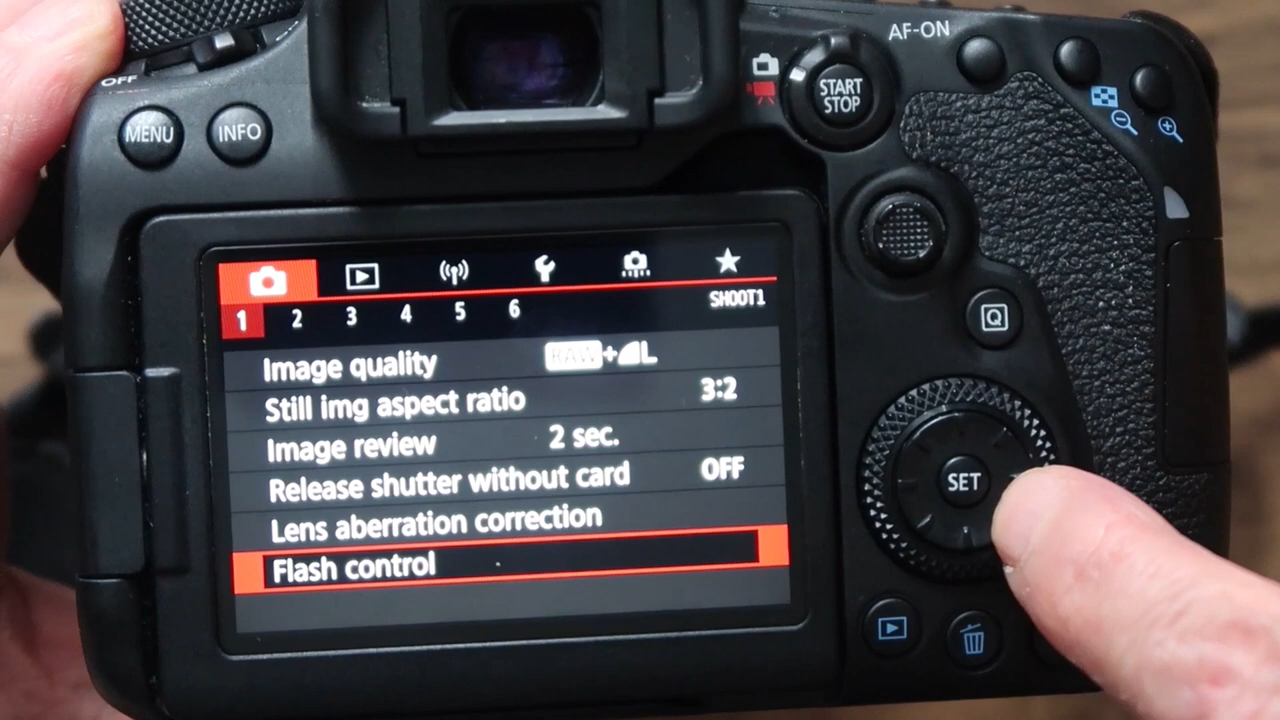 OFF
AF-ON
MENU
INFO
START
STOP
SHOOT1
1 2 3 4 5 6
Image quality RAW+L
Still img aspect ratio 3:2
Image review 2 sec.
Release shutter without card OFF
Lens aberration correction
Flash control
Q
SET